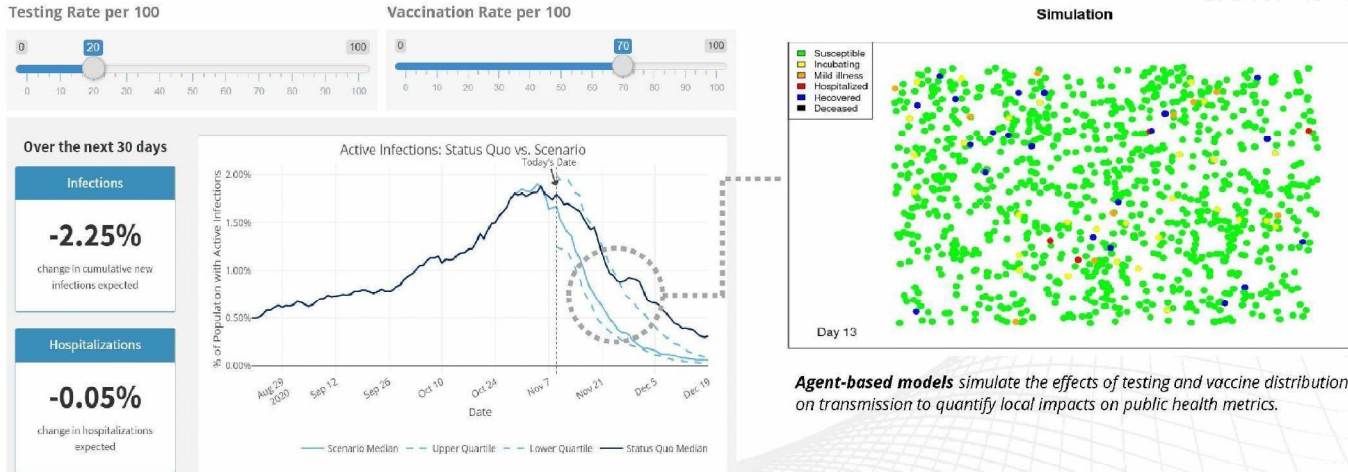 Testing Rate per 100
0 20 100
0 10 20 30 40 50 60 70 80 90 100
Vaccination Rate per 100
0 70 100
0 10 20 30 40 50 60 70 80 90 100
Over the next 30 days
Infections
-2.25%
change in cumulative new
infections expected
Hospitalizations
-0.05%
change in hospitalizations
expected
Active Infections: Status Quo vs. Scenario
Today's Date
% of Population with Active Infections
2.00%
1.50%
1.00%
0.50%
0.00%
Aug 29
2020
Sep 12
Sep 26
Oct 10
Oct 24
Nov 7
Nov 21
Dec 5
Dec 19
Date
Scenario Median
Upper Quartile
Lower Quartile
Status Quo Median
Simulation
Susceptible
Incubating
Mild illness
Hospitalized
Recovered
Deceased
Day 13
Agent-based models simulate the effects of testing and vaccine distribution
on transmission to quantify local impacts on public health metrics.